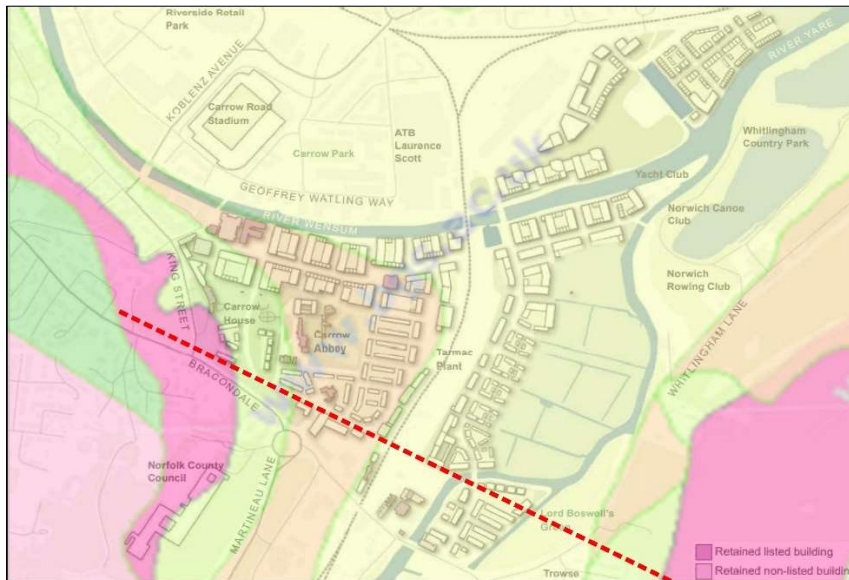 Riverside Retail
Park
KOBLENZ AVENUE
RIVER YARE
Carrow Road
Stadium
ATB
Laurence
Scott
Carrow Park
Whitlingham
Country Park
GEOFFREY WATLING WAY
Yacht Club
RIVER WENSUM
Norwich Canoe
Club
KING STREET
Norwich
Rowing Club
Carrow
House
Carrow
Abbey
WHITLINGHAM LANE
Tarmac
Plant
BRACONDALE
Norfolk County
Council
MARTINEAU LANE
Lord Boswell's
Trowse
Retained listed building
Retained non-listed building